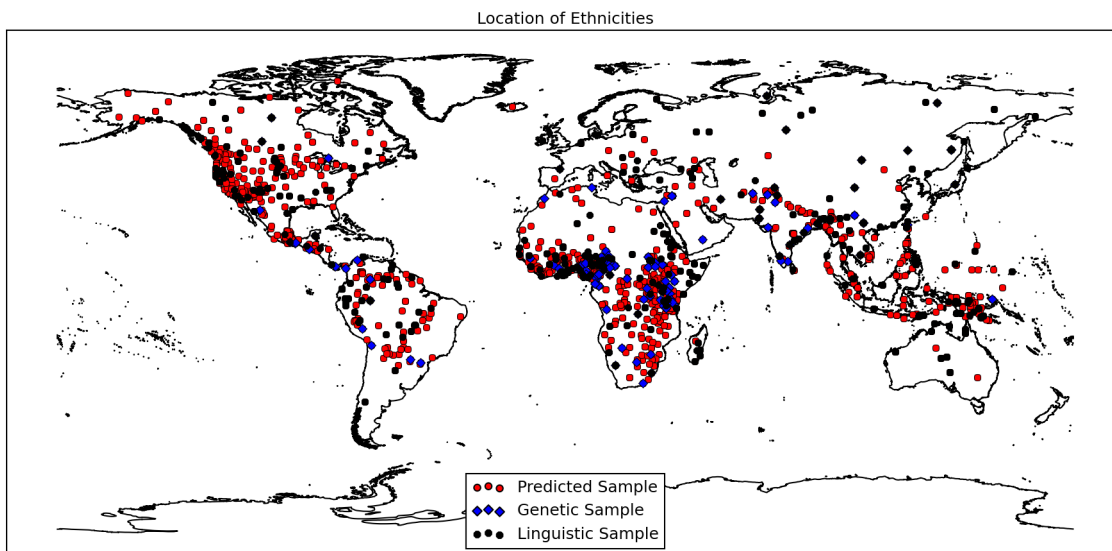 Location of Ethnicities
Predicted Sample
Genetic Sample
Linguistic Sample